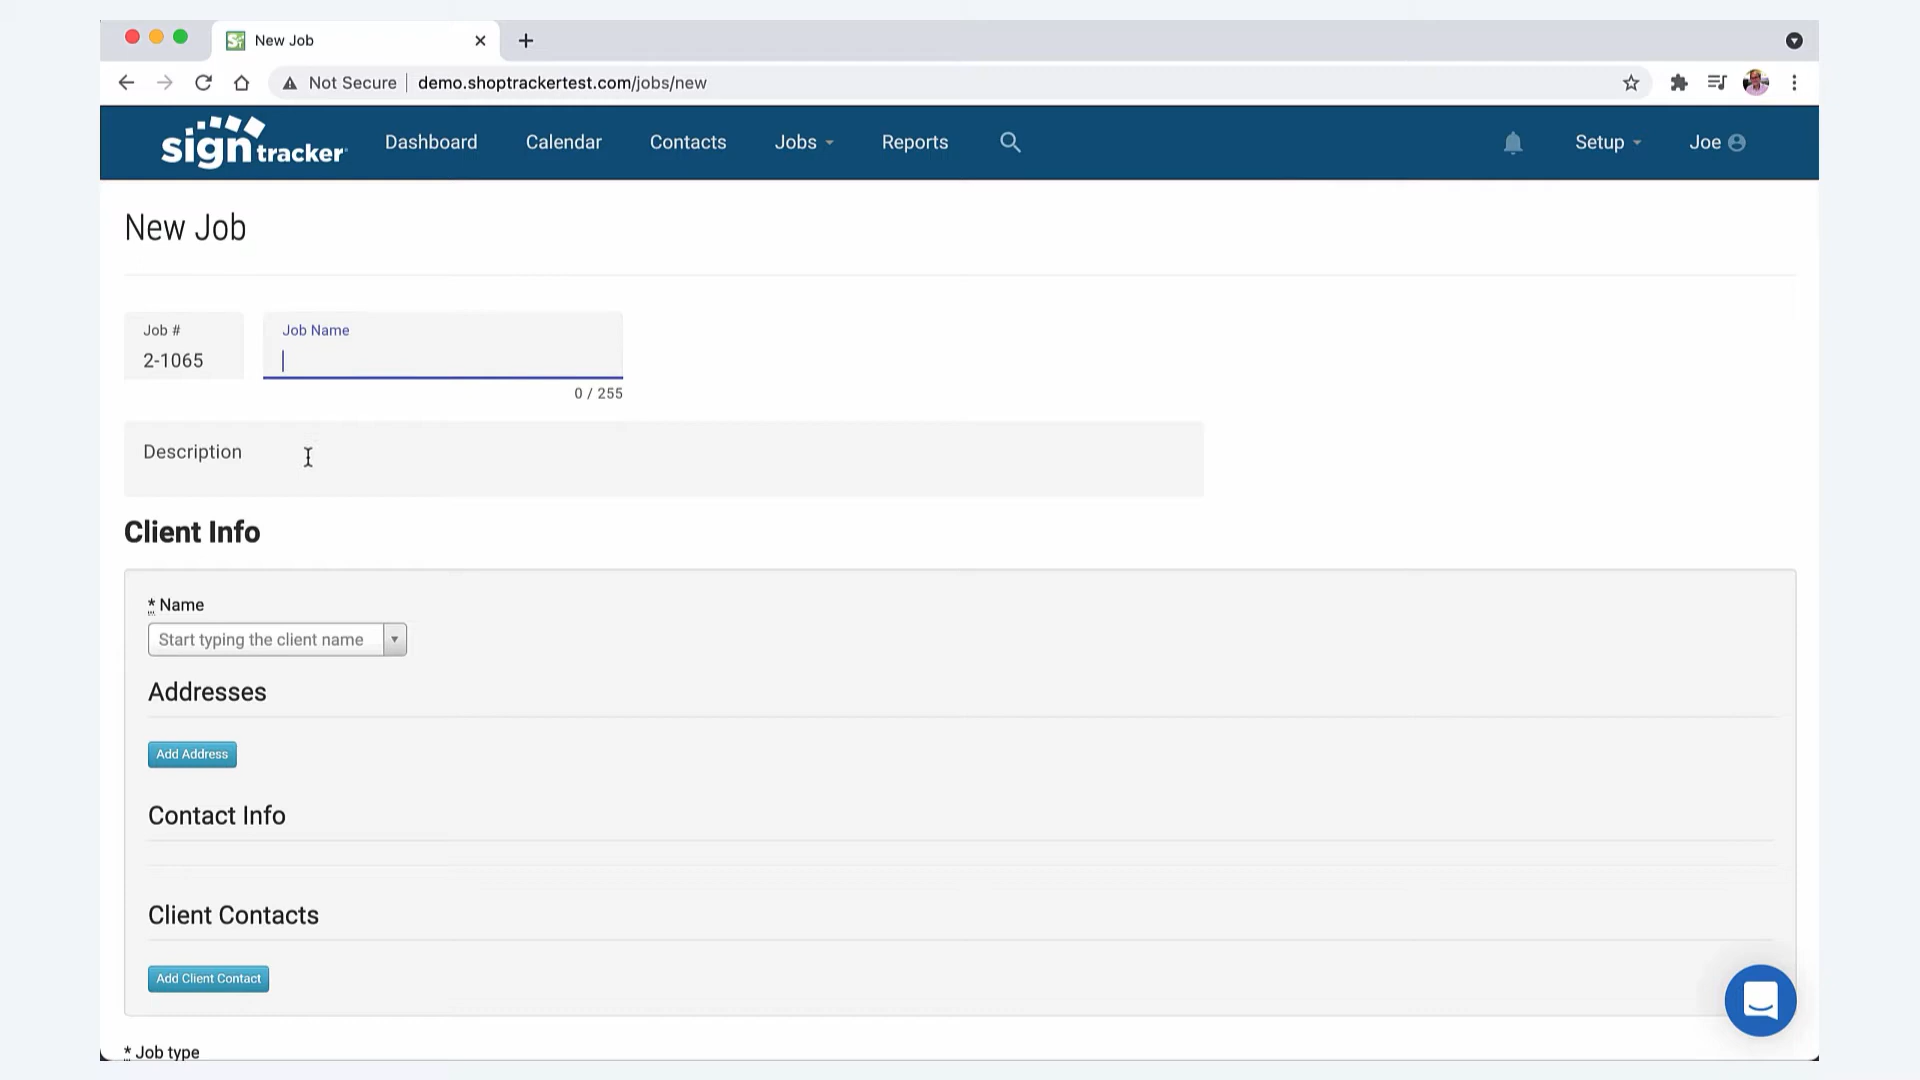 New Job
Not Secure
demo.shoptrackertest.com/jobs/new
signtracker
Dashboard
Calendar
Contacts
Jobs
Reports
Setup
Joe
New Job
Job #
2-1065
Job Name
0 / 255
Description
Client Info
* Name
Start typing the client name
Addresses
Add Address
Contact Info
Client Contacts
Add Client Contact
* Job type